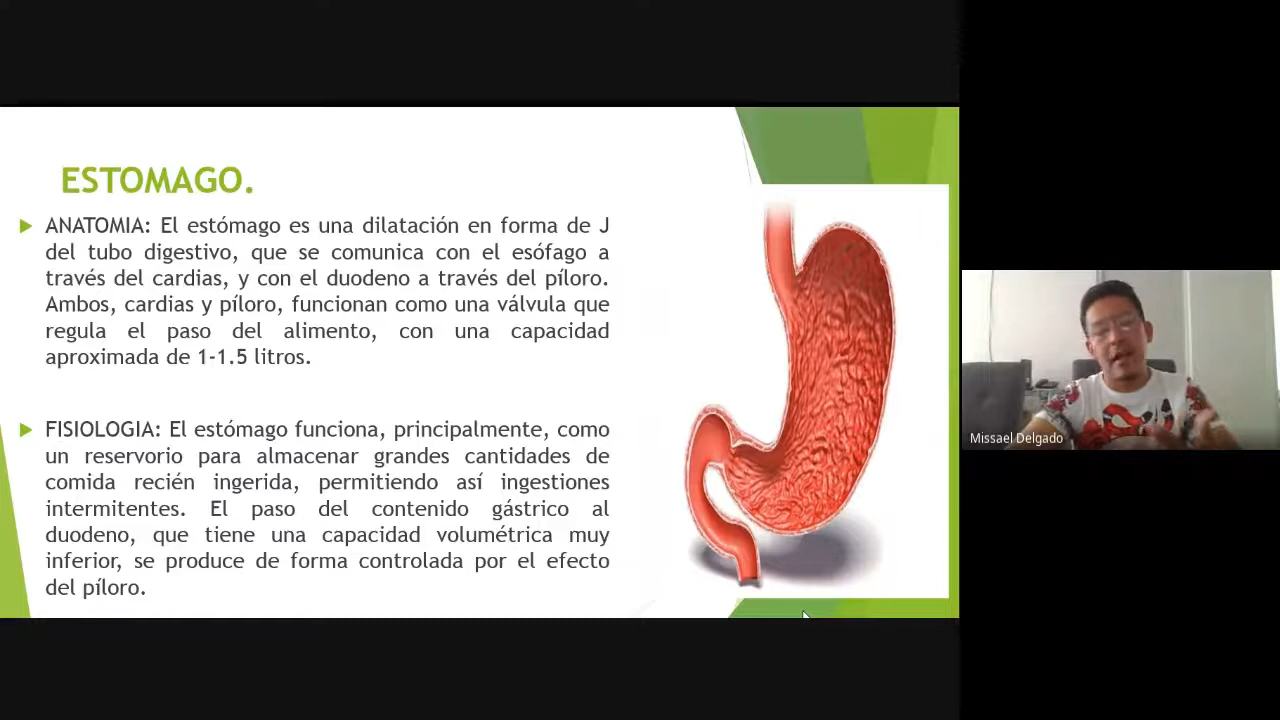 ESTOMAGO.
ANATOMIA: El estómago es una dilatación en forma de J
del tubo digestivo, que se comunica con el esófago a
través del cardias, y con el duodeno a través del píloro.
Ambos, cardias y píloro, funcionan como una válvula que
regula el paso del alimento, con una capacidad
aproximada de 1-1.5 litros.
FISIOLOGIA: El estómago funciona, principalmente, como
un reservorio para almacenar grandes cantidades de
comida recién ingerida, permitiendo así ingestiones
intermitentes. El paso del contenido gástrico al
duodeno, que tiene una capacidad volumétrica muy
inferior, se produce de forma controlada por el efecto
del píloro.
Missael Delgado